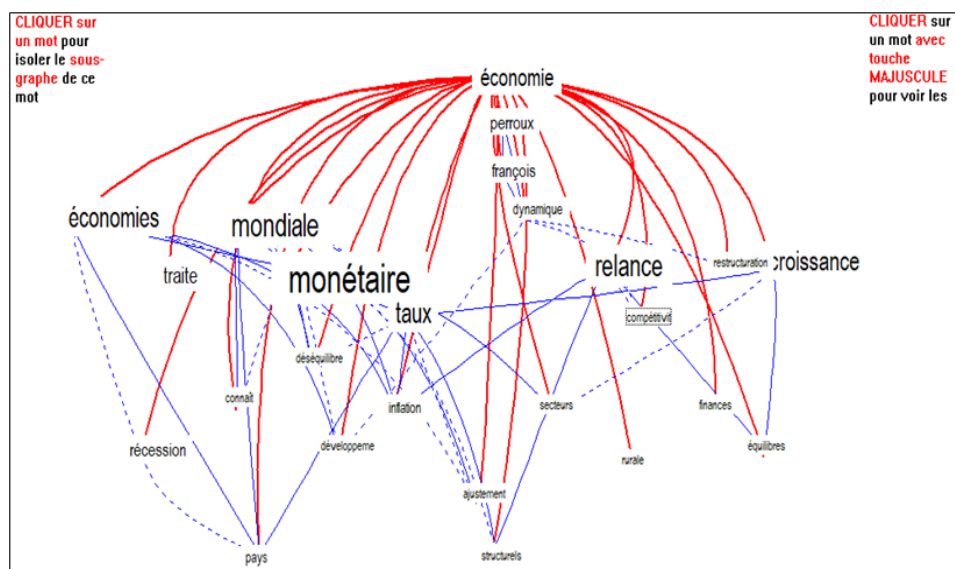 CLIQUER sur
un mot pour
isoler le sous-
graphe de ce
mot
CLIQUER sur
un mot avec
touche
MAJUSCULE
pour voir les
économie
perroux
françois
dynamique
économies
mondiale
traite
monétaire
relance
restructuration
croissance
taux
compétitivit
déséquilibre
connaît
inflation
secteurs
finances
récession
développeme
rurale
équilibres
ajustement
structurels
pays